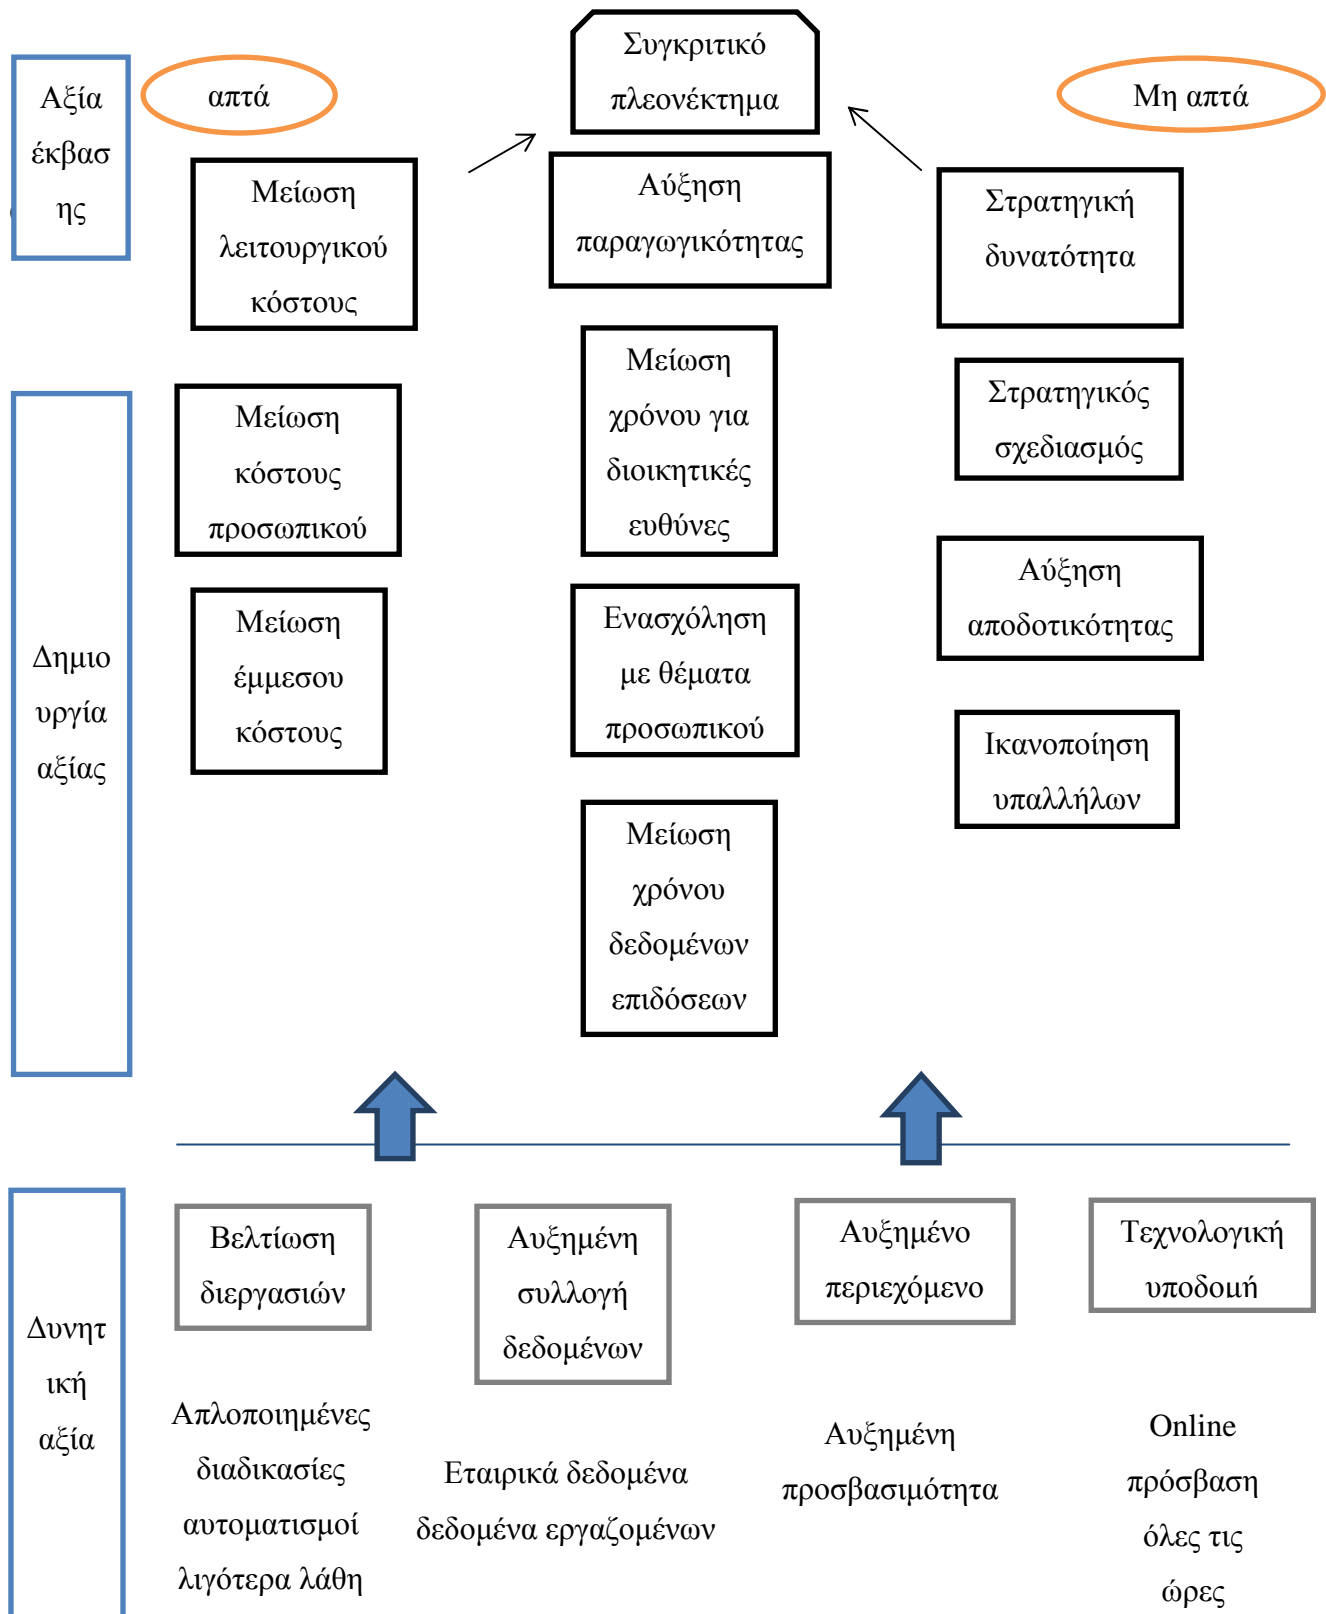 Αξία
έκβασ
ης
απτά
Συγκριτικό
πλεονέκτημα
Μη απτά
Μείωση
λειτουργικού
κόστους
Αύξηση
παραγωγικότητας
Στρατηγική
δυνατότητα
Δημιο
υργία
αξίας
Μείωση
κόστους
προσωπικού
Μείωση
χρόνου για
διοικητικές
ευθύνες
Στρατηγικός
σχεδιασμός
Μείωση
έμμεσου
κόστους
Ενασχόληση
με θέματα
προσωπικού
Αύξηση
αποδοτικότητας
Μείωση
χρόνου
δεδομένων
επιδόσεων
Ικανοποίηση
υπαλλήλων
Δυνητ
ική
αξία
Βελτίωση
διεργασιών
Αυξημένη
συλλογή
δεδομένων
Αυξημένο
περιεχόμενο
Τεχνολογική
υποδομή
Απλοποιημένες
διαδικασίες
αυτοματισμοί
λιγότερα λάθη
Εταιρικά δεδομένα
δεδομένα εργαζομένων
Αυξημένη
προσβασιμότητα
Online
πρόσβαση
όλες τις
ώρες